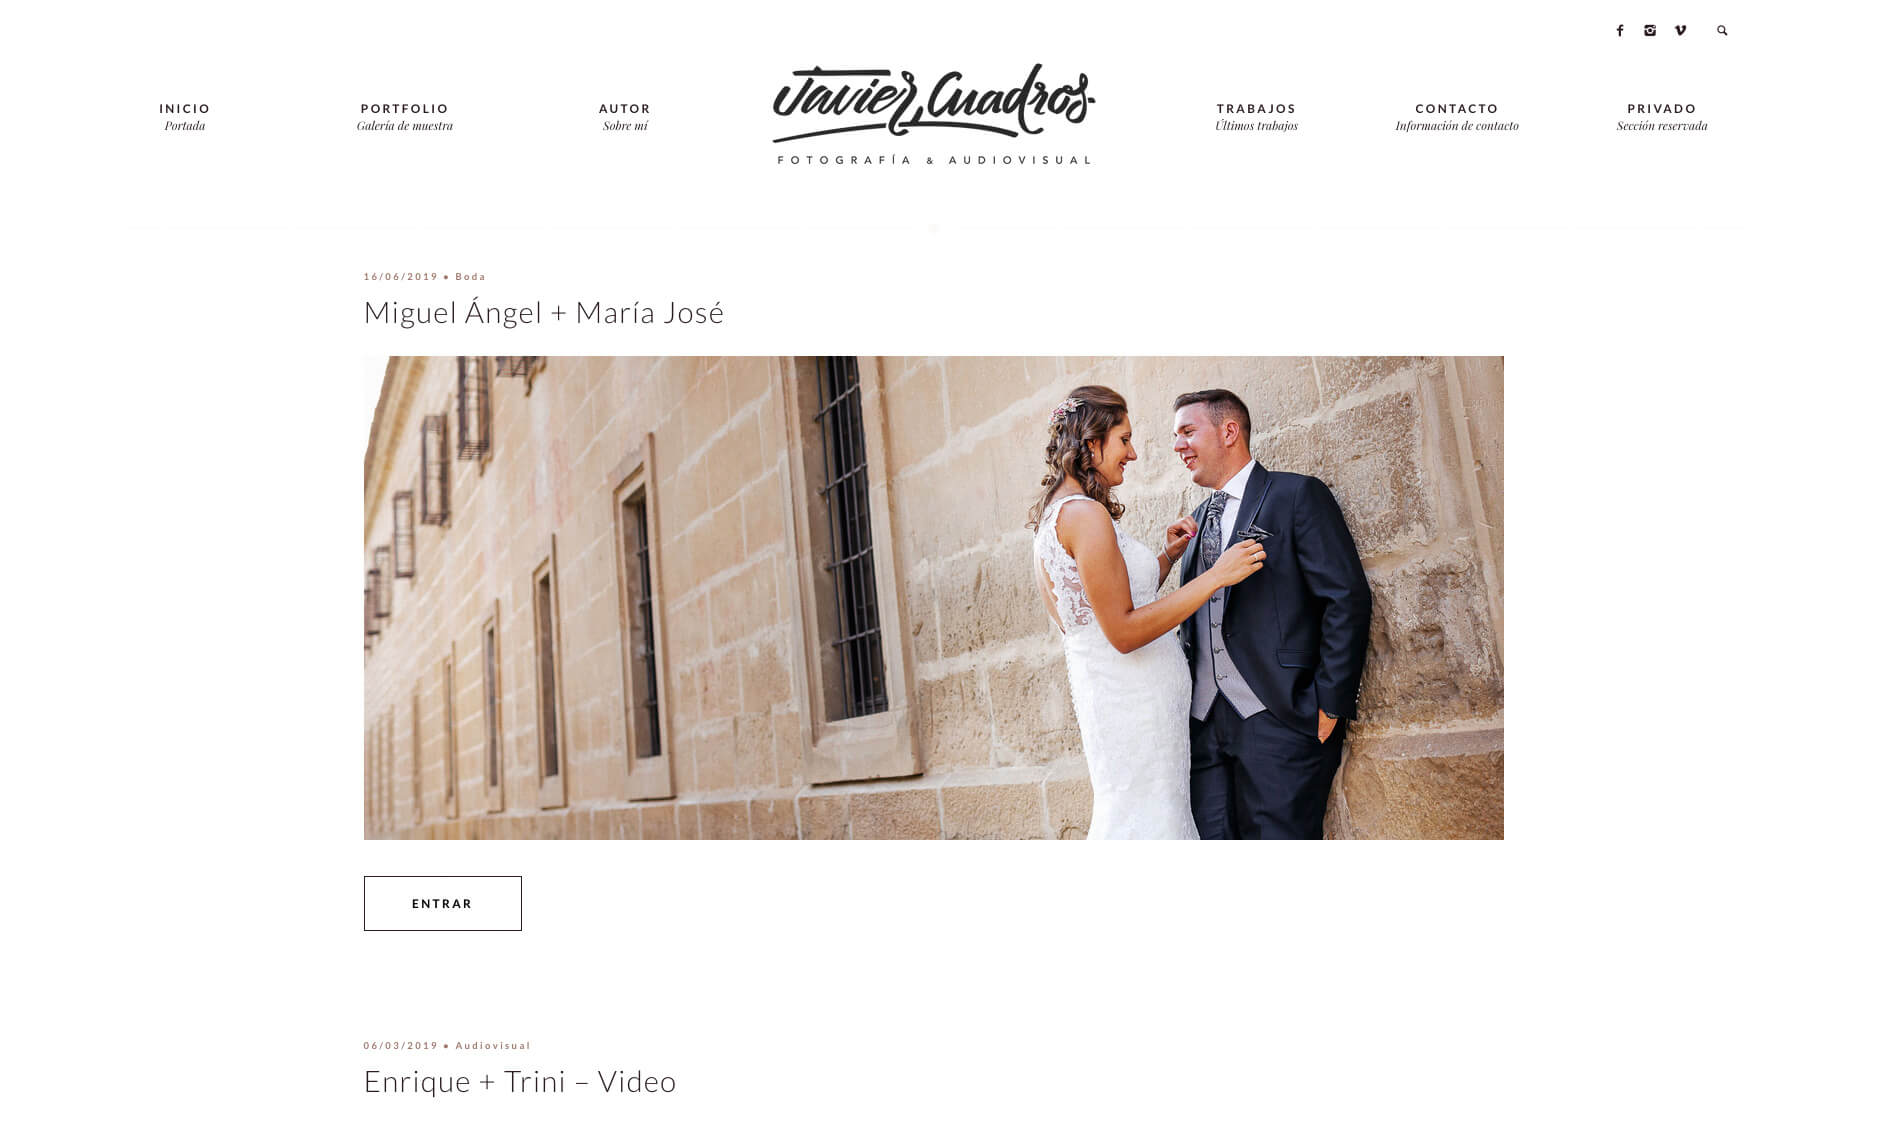 INICIO
Portada
PORTFOLIO
Galería de muestra
AUTOR
Sobre mí
Javier Cuadros
FOTOGRAFÍA & AUDIOVISUAL
TRABAJOS
Últimos trabajos
CONTACTO
Información de contacto
PRIVADO
Sección reservada
16/06/2019 • Boda
Miguel Ángel + María José
ENTRAR
06/03/2019 • Audiovisual
Enrique + Trini – Video